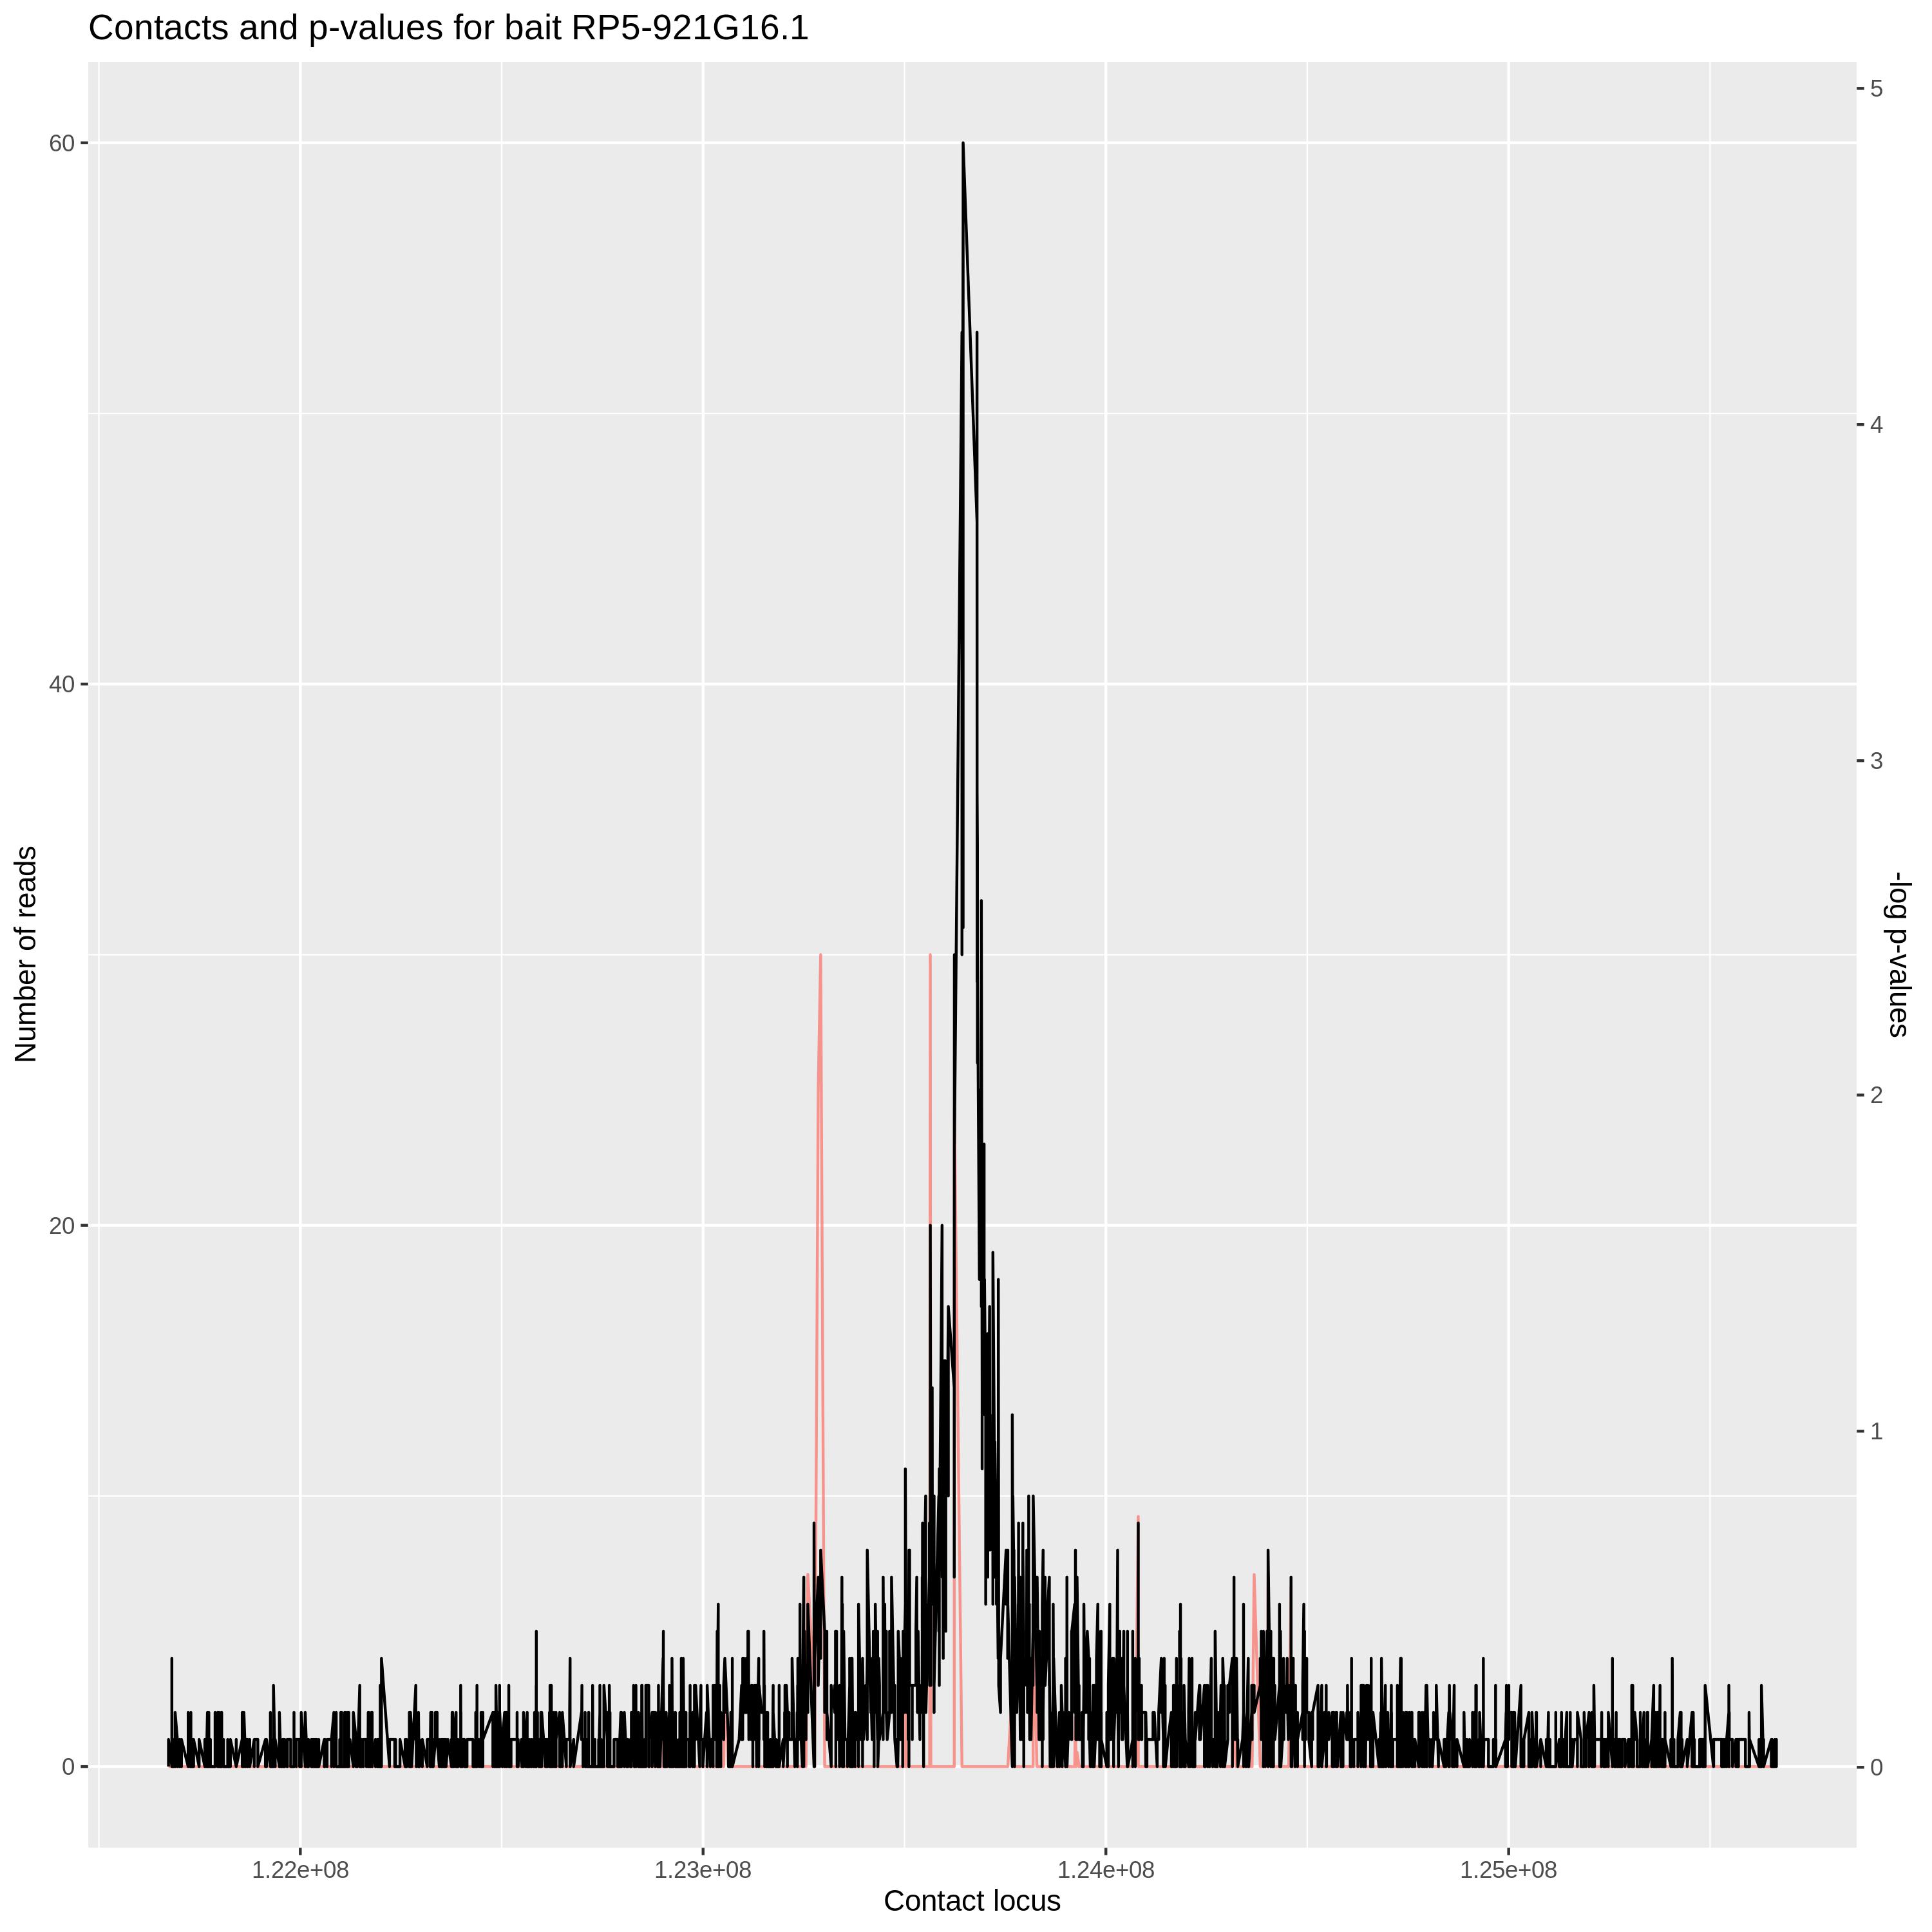 Contacts and p-values for bait RP5-921G16.1
Number of reads
60
40
20
0
5
4
3
2
1
0
-log p-values
1.22e+08
1.23e+08
1.24e+08
1.25e+08
Contact locus